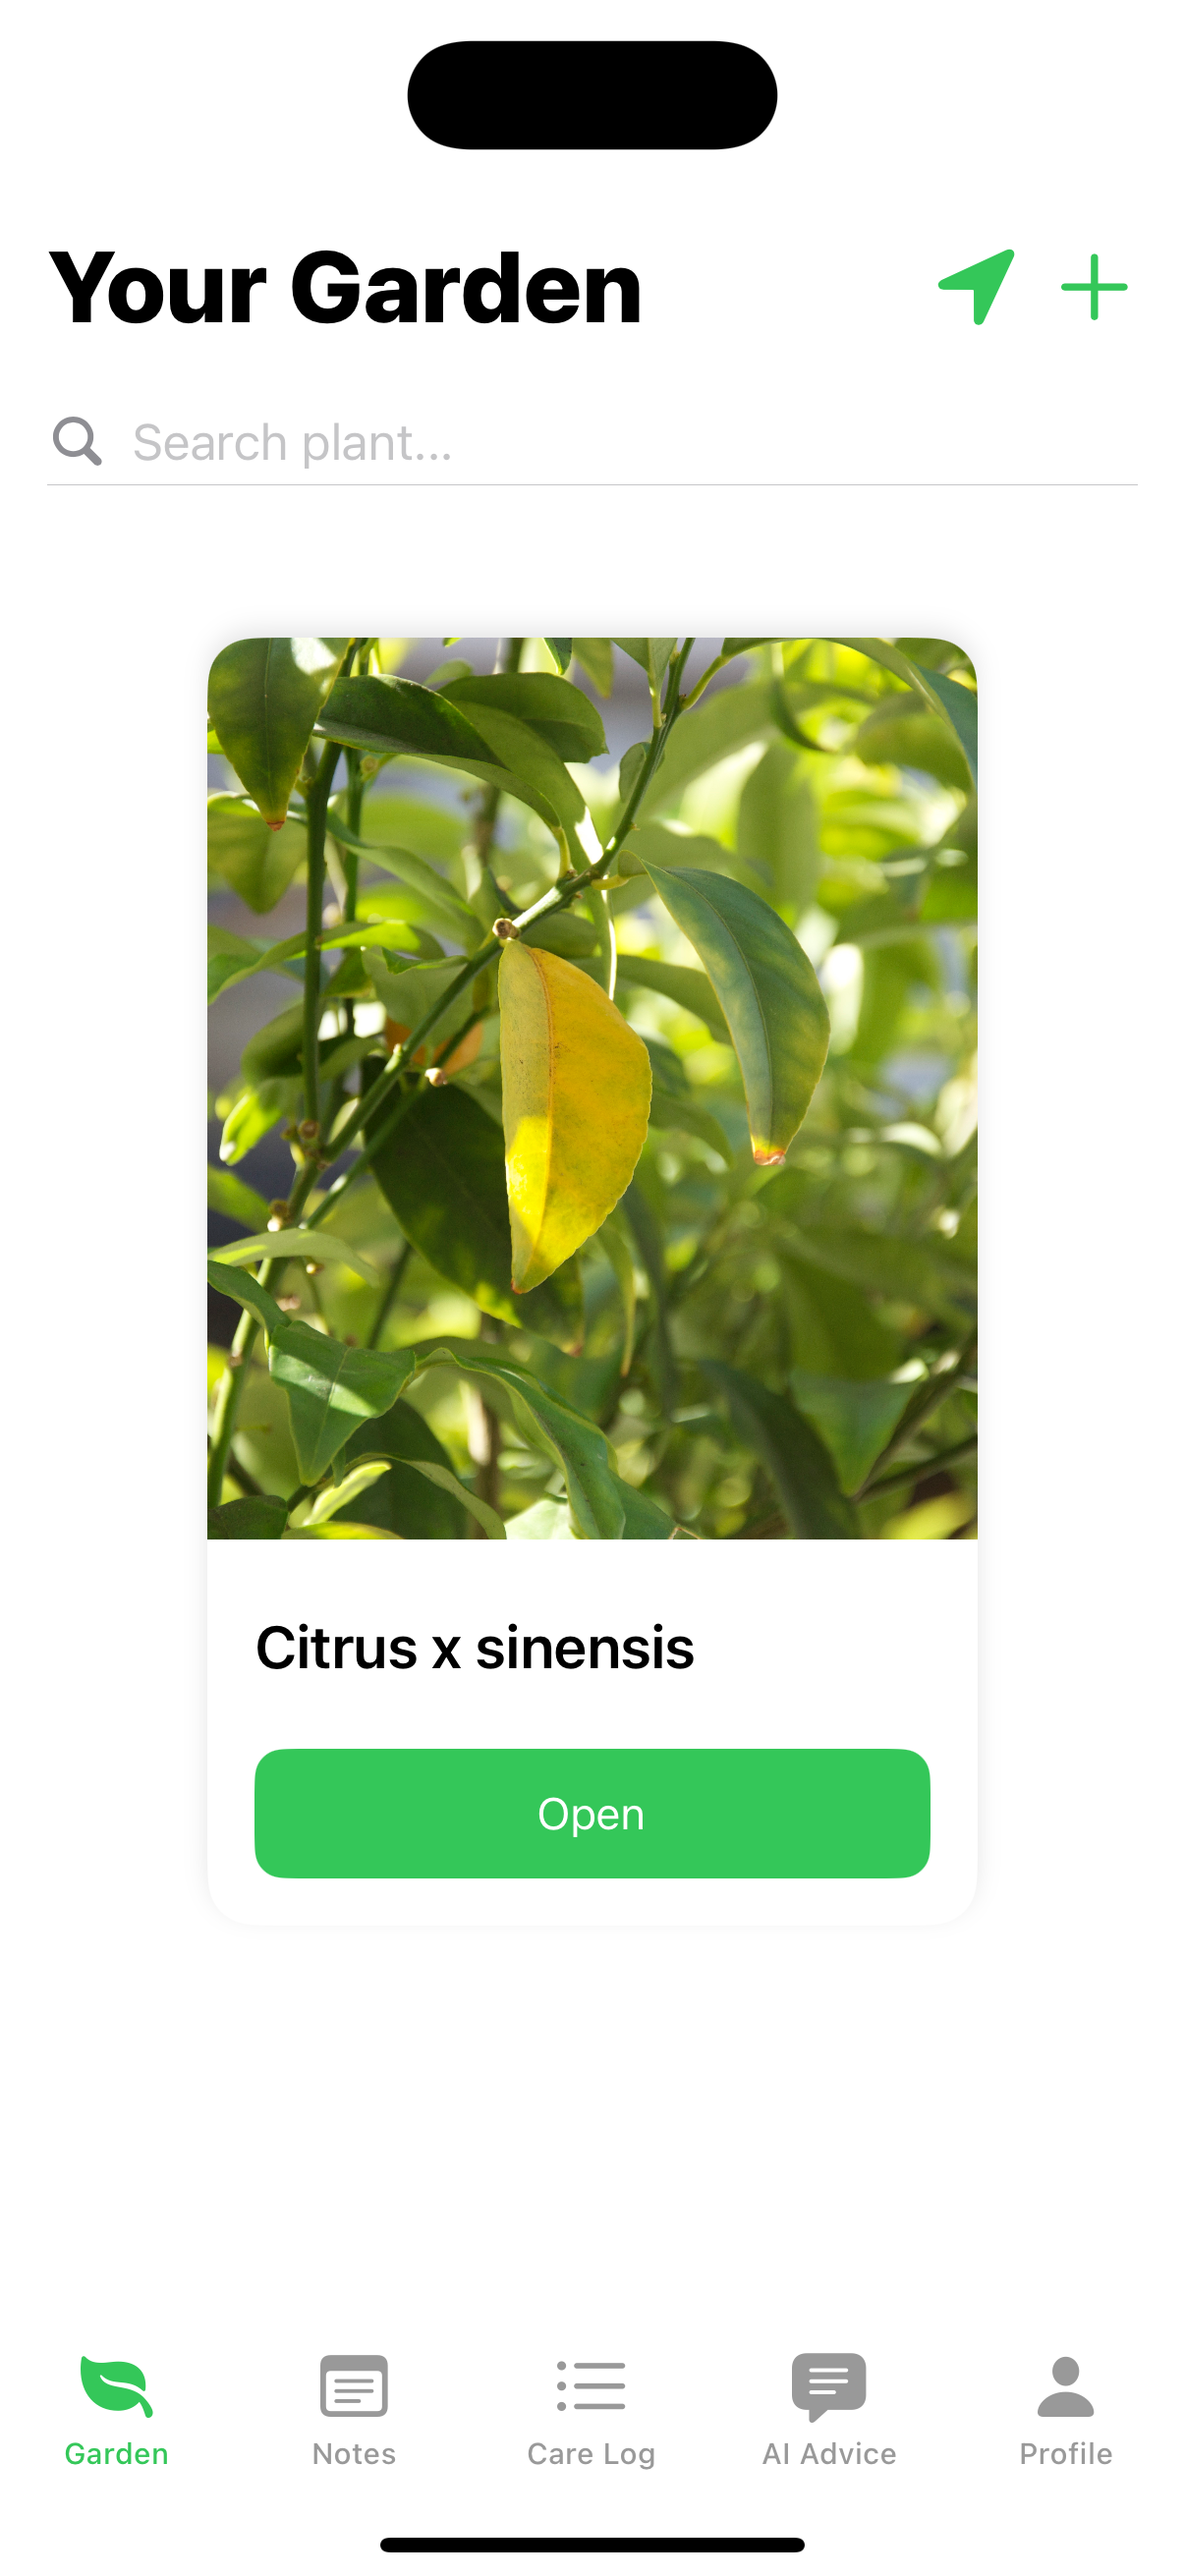 Your Garden
Search plant...
Citrus x sinensis
Open
Garden
Notes
Care Log
AI Advice
Profile